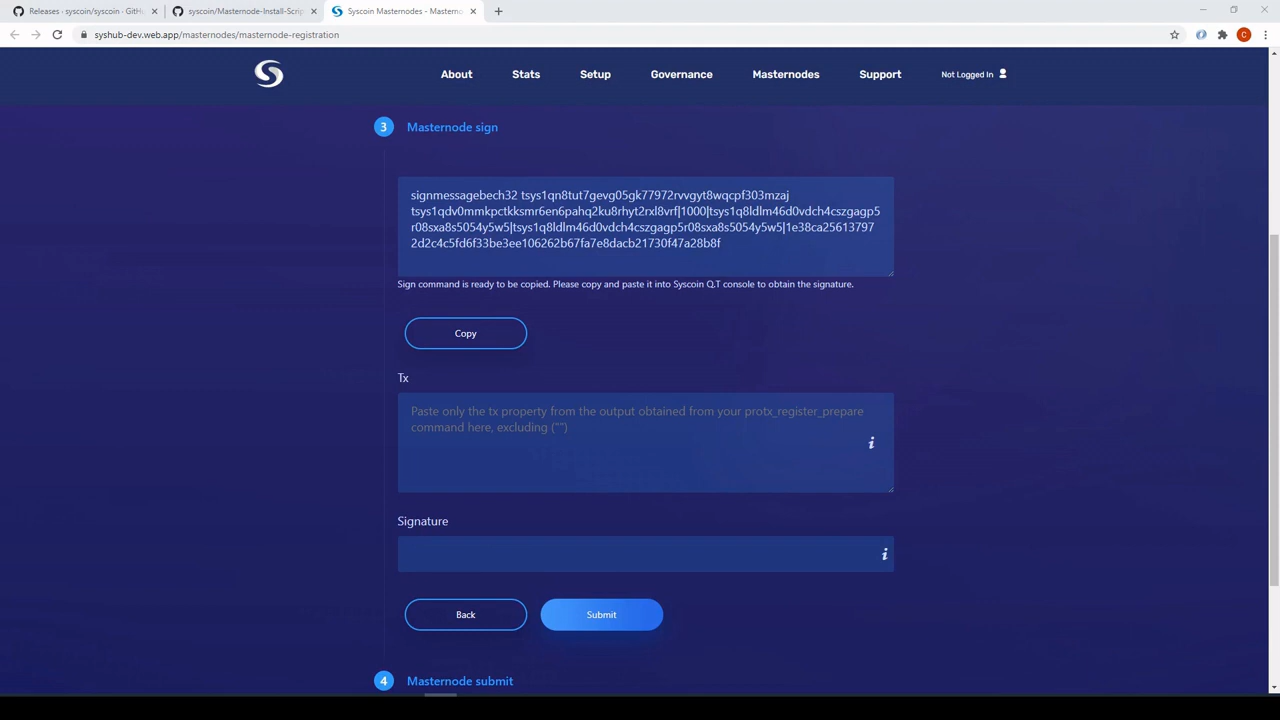 Releases · syscoin/syscoin · GitHu
syscoin/Masternode-Install-Scrip
Syscoin Masternodes - Masterno
syshub-dev.web.app/masternodes/masternode-registration
C
About
Stats
Setup
Governance
Masternodes
Support
Not Logged In
3
Masternode sign
signmessagebech32 tsys1qn8tut7gevg05gk77972rvvgyt8wqcpf303mzaj
tsys1qdv0mmkpctkksmr6en6pahq2ku8rhyt2rxl8vrf|1000|tsys1q8ldlm46d0vdch4cszgagp5
r08sxa8s5054y5w5|tsys1q8ldlm46d0vdch4cszgagp5r08sxa8s5054y5w5|1e38ca25613797
2d2c4c5fd6f33be3ee106262b67fa7e8dacb21730f47a28b8f
Sign command is ready to be copied. Please copy and paste it into Syscoin Q.T console to obtain the signature.
Copy
Tx
Paste only the tx property from the output obtained from your protx_register_prepare
command here, excluding ("")
i
Signature
i
Back
Submit
4
Masternode submit